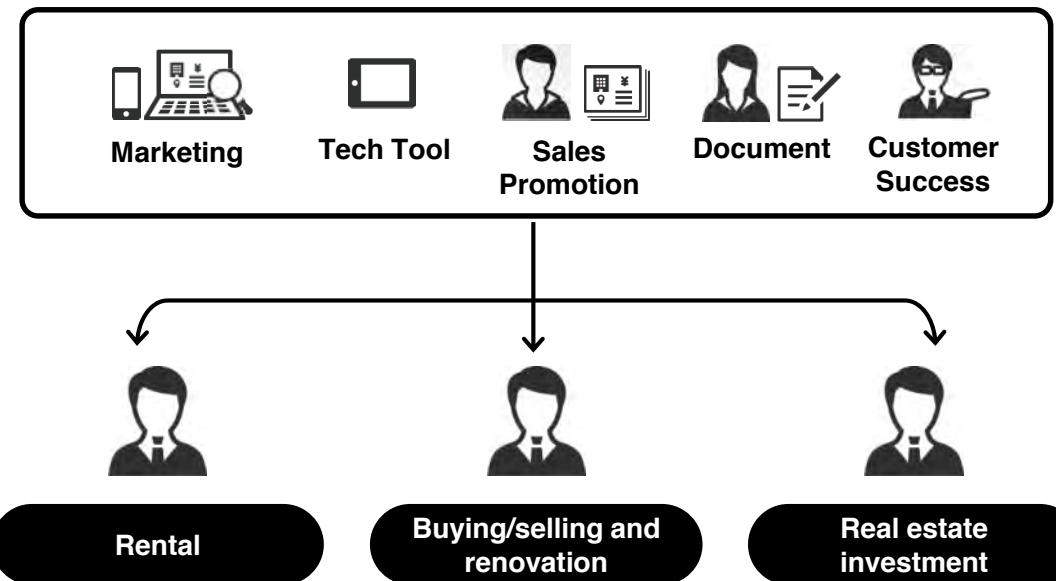 Marketing
Tech Tool
Sales
Promotion
Document
Customer
Success
Rental
Buying/selling and
renovation
Real estate
investment